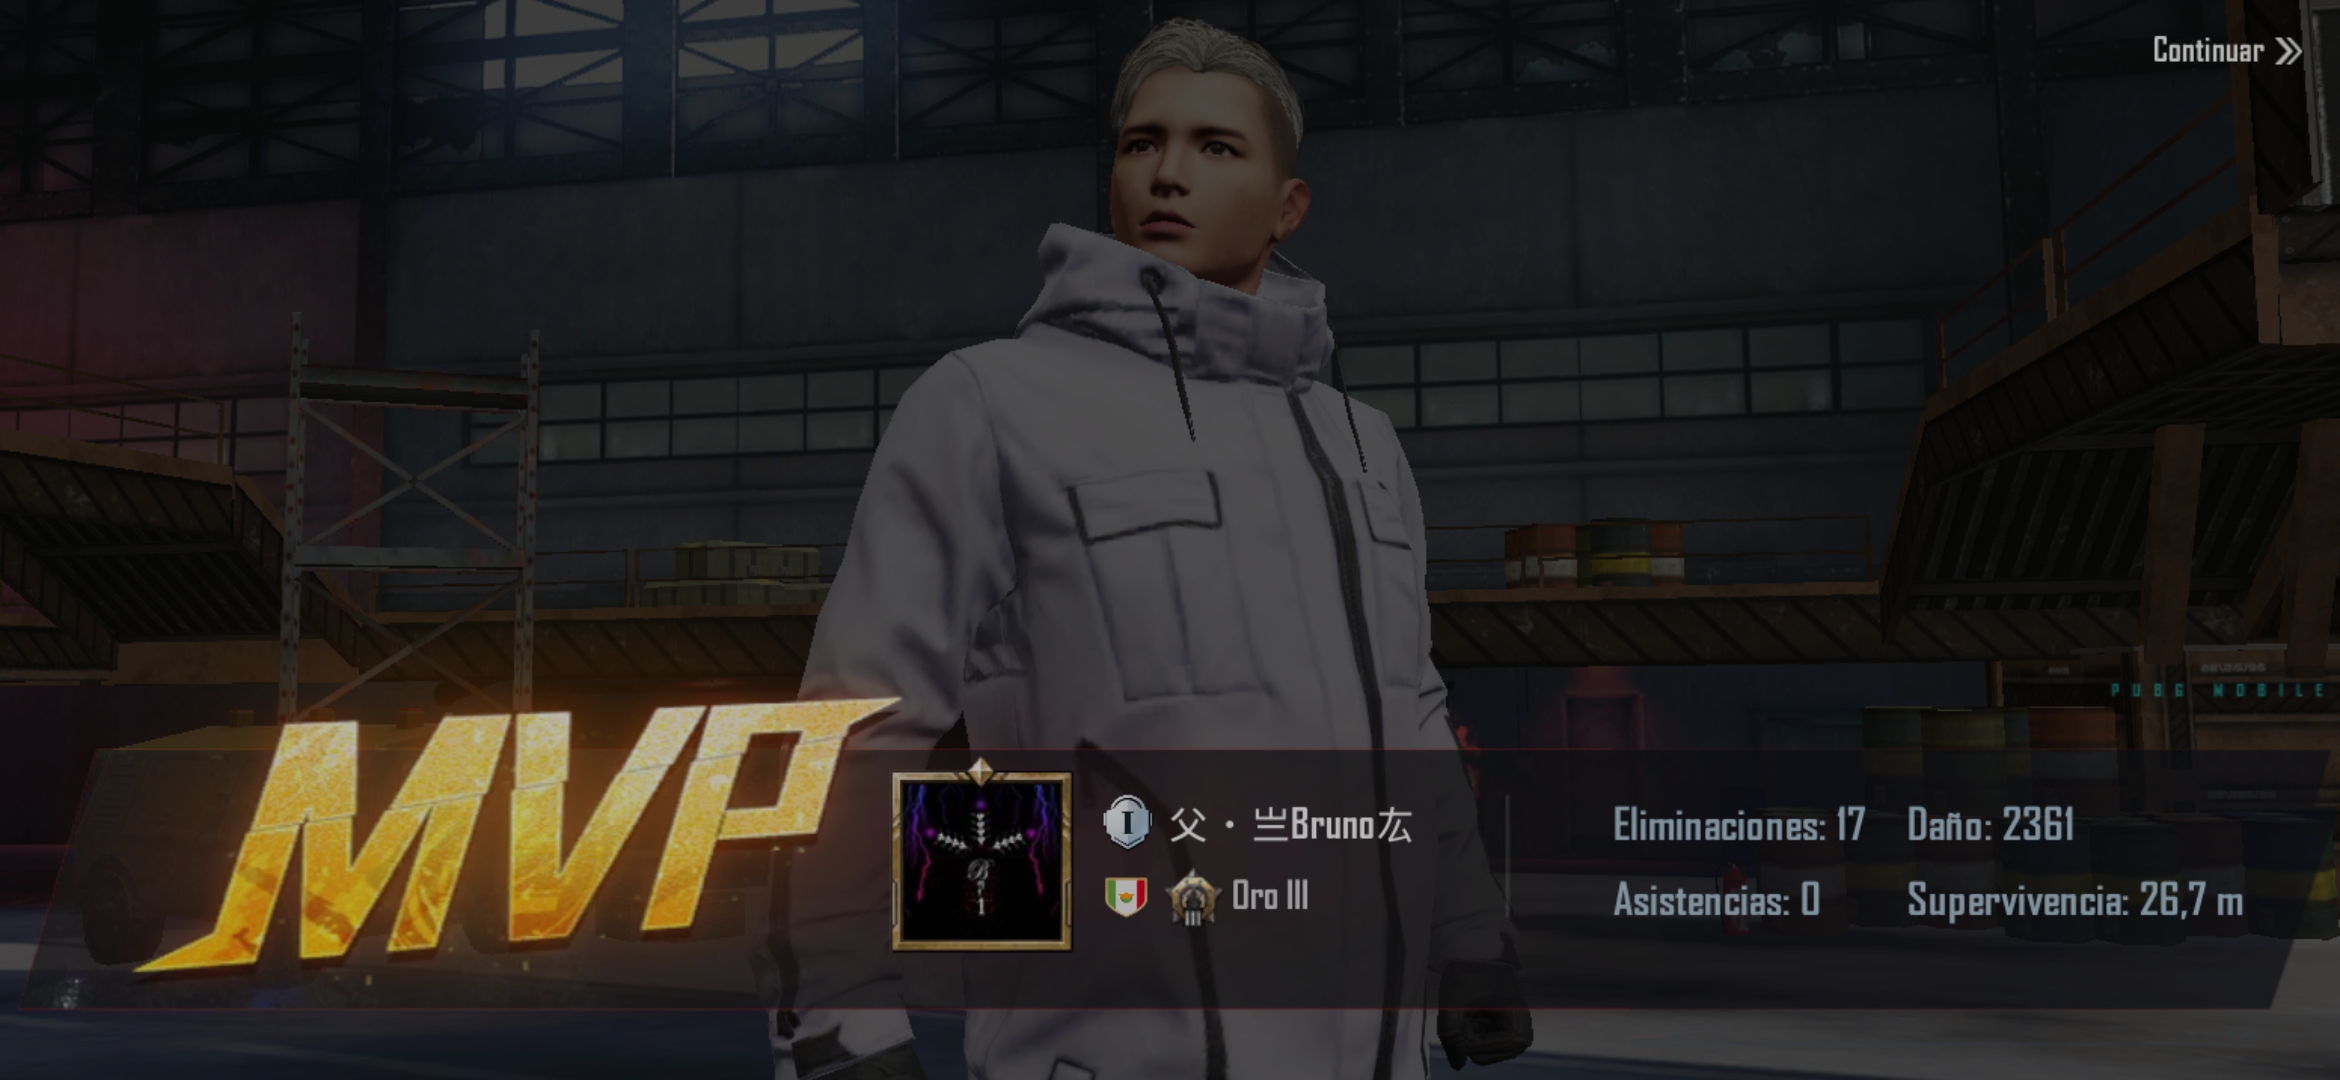 Continuar
PUBG MOBILE
MVP
I
父·亗Bruno厷
Eliminaciones: 17
Daño: 2361
III
Oro III
Asistencias: 0
Supervivencia: 26,7 m